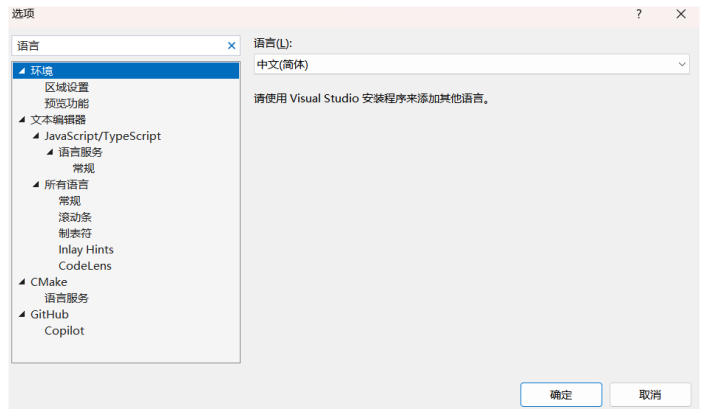 选项
语言
环境
区域设置
预览功能
文本编辑器
JavaScript/TypeScript
语言服务
常规
所有语言
常规
滚动条
制表符
Inlay Hints
CodeLens
CMake
语言服务
GitHub
Copilot
语言(L):
中文(简体)
请使用 Visual Studio 安装程序来添加其他语言。
确定
取消